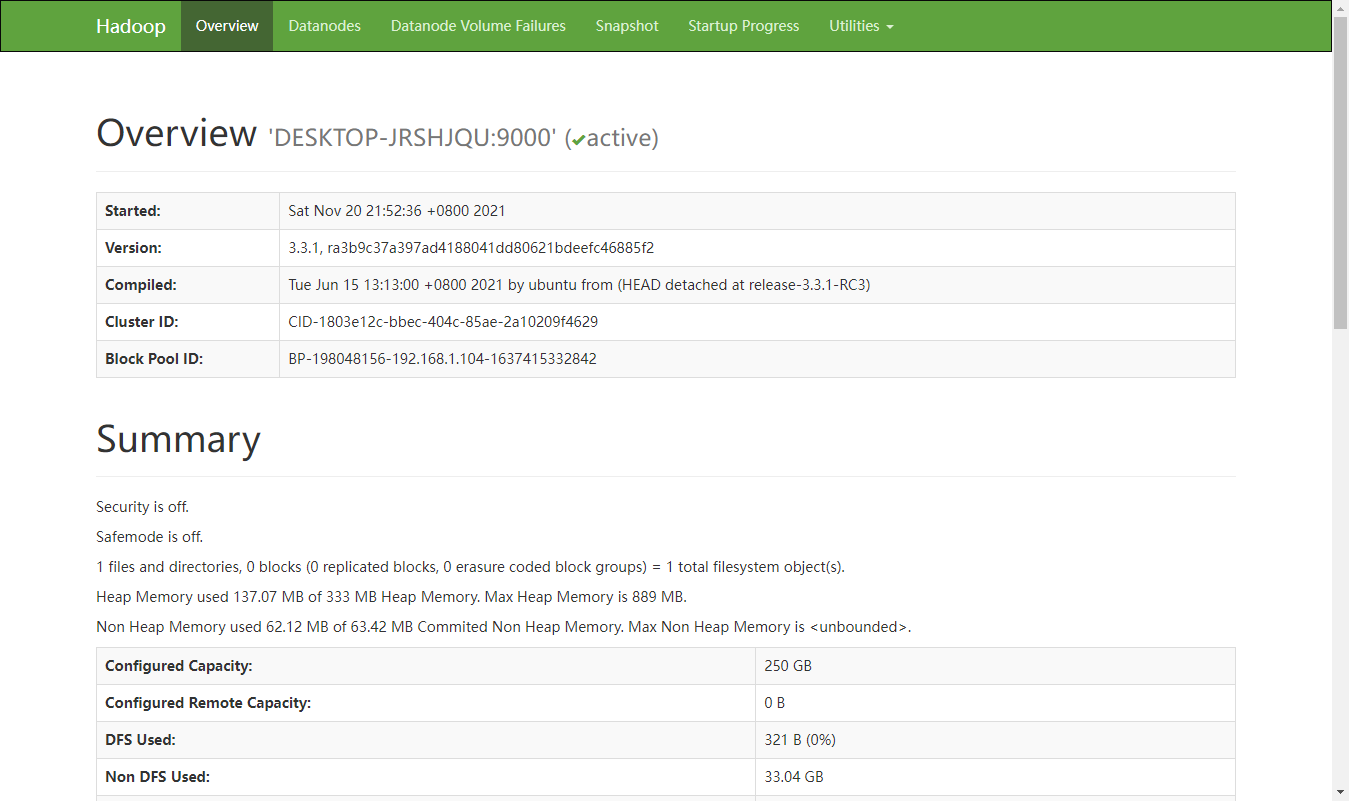 Hadoop Overview Datanodes Datanode Volume Failures Snapshot Startup Progress Utilities
Overview 'DESKTOP-JRSHJQU:9000' (✔active)
Started: Sat Nov 20 21:52:36 +0800 2021
Version: 3.3.1, ra3b9c37a397ad4188041dd80621bdeefc46885f2
Compiled: Tue Jun 15 13:13:00 +0800 2021 by ubuntu from (HEAD detached at release-3.3.1-RC3)
Cluster ID: CID-1803e12c-bbec-404c-85ae-2a10209f4629
Block Pool ID: BP-198048156-192.168.1.104-1637415332842
Summary
Security is off.
Safemode is off.
1 files and directories, 0 blocks (0 replicated blocks, 0 erasure coded block groups) = 1 total filesystem object(s).
Heap Memory used 137.07 MB of 333 MB Heap Memory. Max Heap Memory is 889 MB.
Non Heap Memory used 62.12 MB of 63.42 MB Commited Non Heap Memory. Max Non Heap Memory is <unbounded>.
Configured Capacity: 250 GB
Configured Remote Capacity: 0 B
DFS Used: 321 B (0%)
Non DFS Used: 33.04 GB